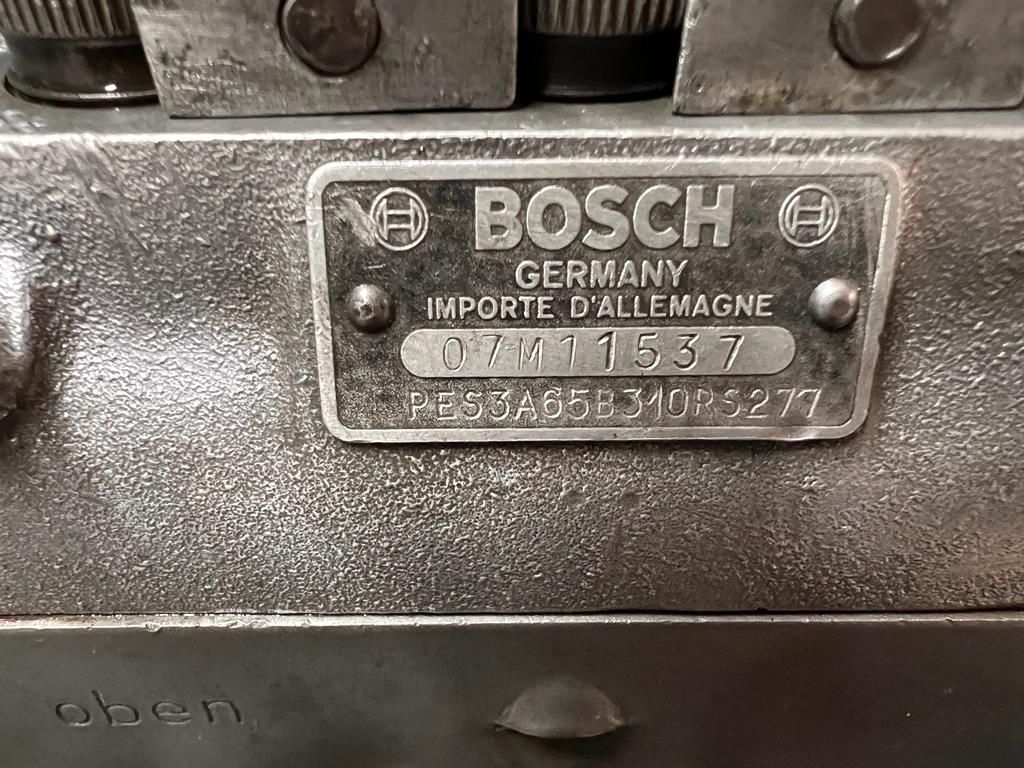 BOSCH
GERMANY
IMPORTE D'ALLEMAGNE
07M11537
PES3A65B310RS277
oben